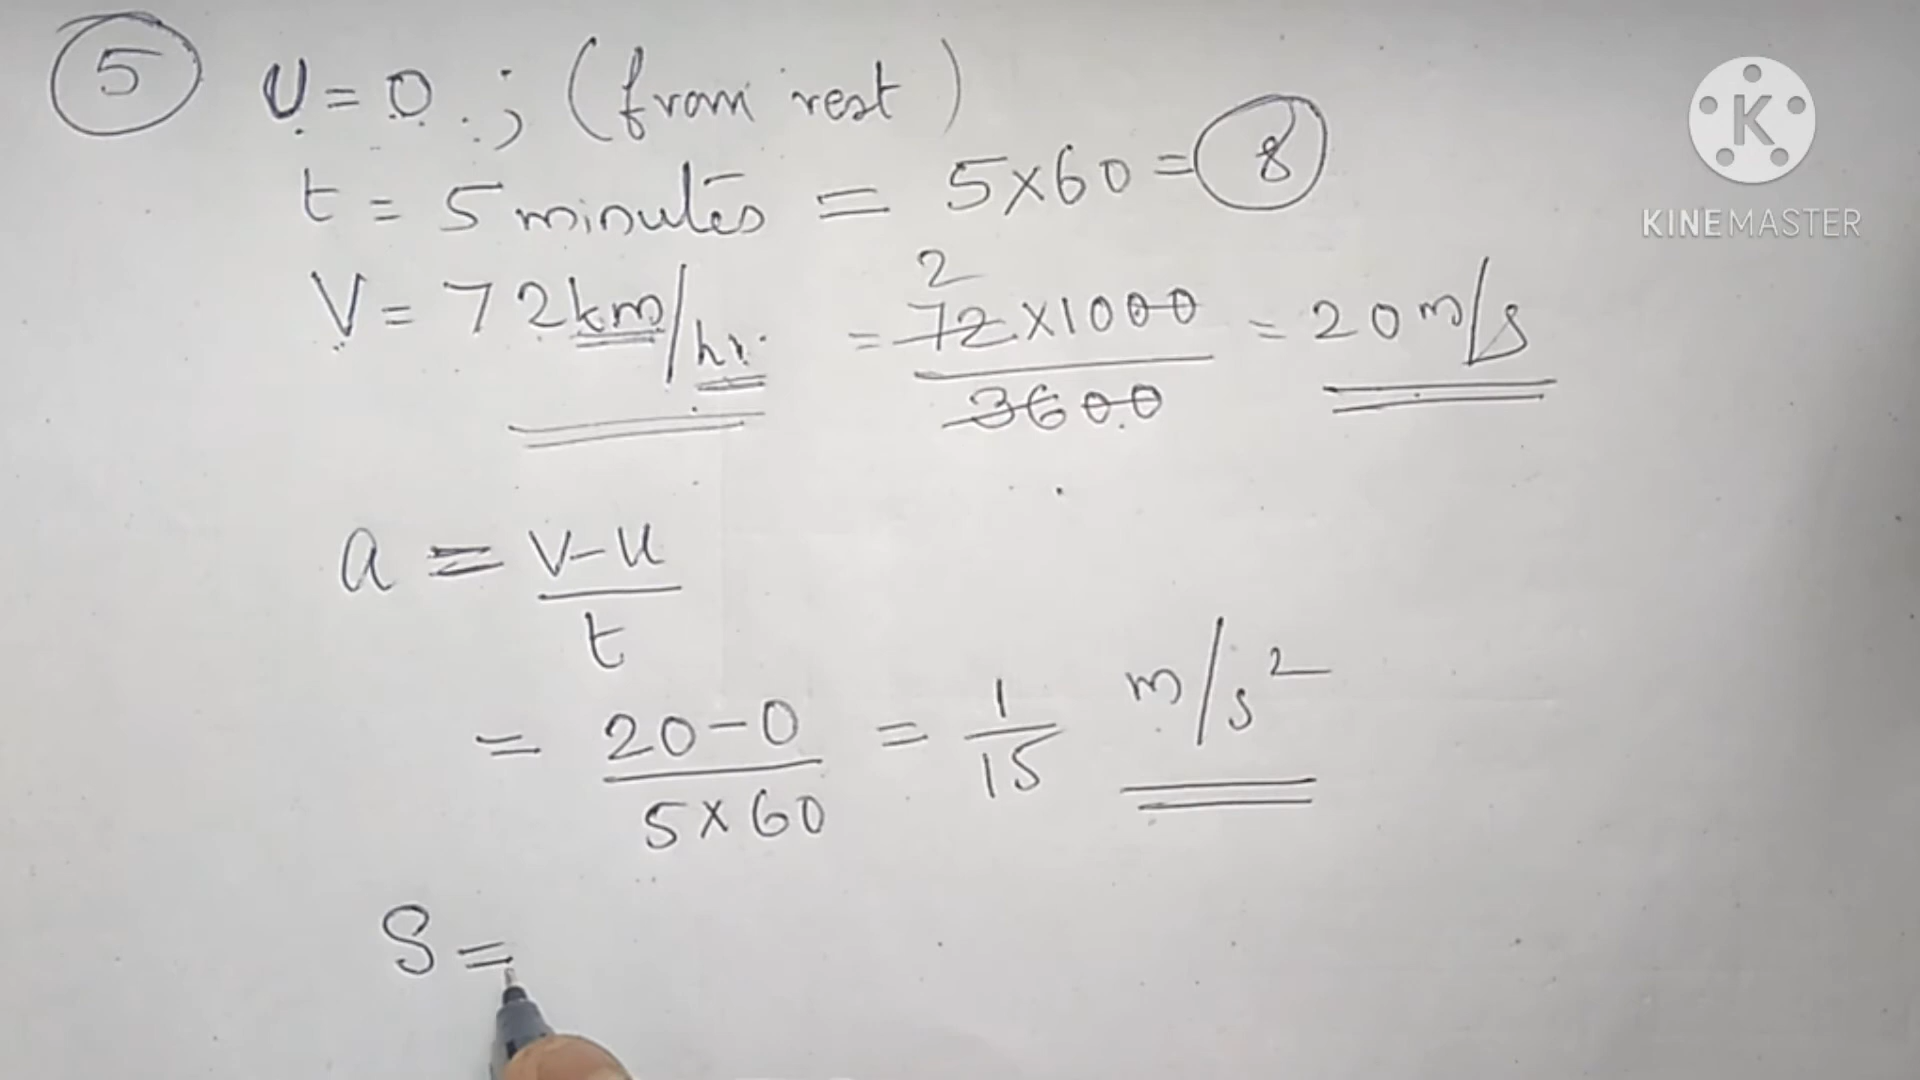 5 U = 0 ; (from rest)
t = 5 minutes = 5×60 = 8
V = 72 km/hr. = 72×1000/3600 = 20 m/s
2
a = V-u/t
= 20-0/5×60 = 1/15 m/s²
S =
K
KINEMASTER